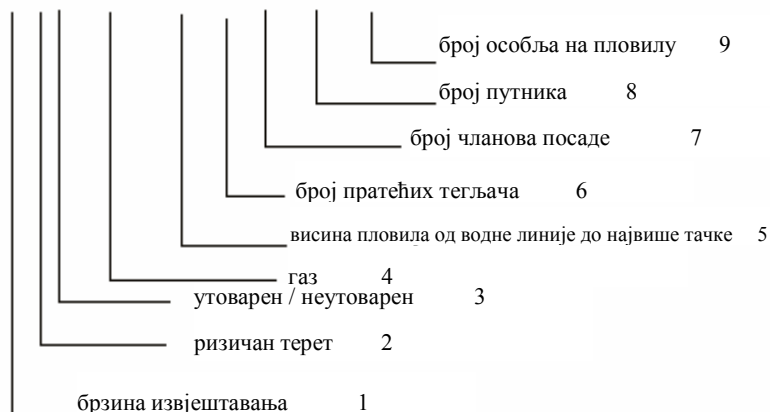 број особља на пловилу 9
број путника 8
број чланова посаде 7
број пратећих тегљача 6
висина пловила од водне линије до највише тачке 5
газ 4
утоварен / неутоварен 3
ризичан терет 2
брзина извјештавања 1